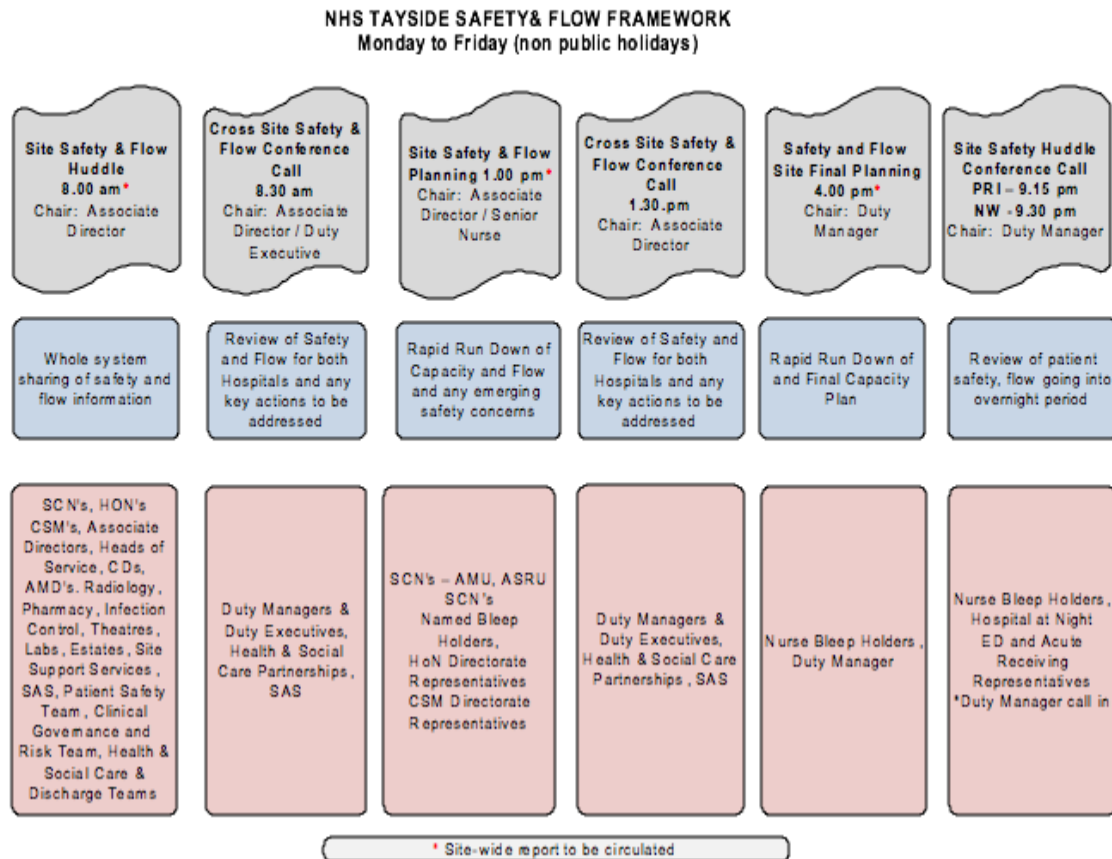 NHS TAYSIDE SAFETY& FLOW FRAMEWORK
Monday to Friday (non public holidays)
Site Safety & Flow
Huddle
8.00 am*
Chair: Associate
Director
Cross Site Safety &
Flow Conference
Call
8.30 am
Chair: Associate
Director / Duty
Executive
Site Safety & Flow
Planning 1.00 pm*
Chair: Associate
Director / Senior
Nurse
Cross Site Safety &
Flow Conference
Call
1.30.pm
Chair: Associate
Director
Safety and Flow
Site Final Planning
4.00 pm*
Chair: Duty
Manager
Site Safety Huddle
Conference Call
PRI – 9.15 pm
NW - 9.30 pm
Chair: Duty Manager
Whole system
sharing of safety and
flow information
Review of Safety
and Flow for both
Hospitals and any
key actions to be
addressed
Rapid Run Down of
Capacity and Flow
and any emerging
safety concerns
Review of Safety and
Flow for both
Hospitals and any
key actions to be
addressed
Rapid Run Down of
and Final Capacity
Plan
Review of patient
safety, flow going into
overnight period
SCN's, HON's
CSM's, Associate
Directors, Heads of
Service, CDs,
AMD's. Radiology,
Pharmacy, Infection
Control, Theatres,
Labs, Estates, Site
Support Services,
SAS, Patient Safety
Team, Clinical
Governance and
Risk Team, Health &
Social Care &
Discharge Teams
Duty Managers &
Duty Executives,
Health & Social
Care Partnerships,
SAS
SCN's – AMU, ASRU
SCN's
Named Bleep
Holders,
HoN Directorate
Representatives
CSM Directorate
Representatives
Duty Managers &
Duty Executives,
Health & Social Care
Partnerships, SAS
Nurse Bleep Holders,
Duty Manager
Nurse Bleep Holders,
Hospital at Night
ED and Acute
Receiving
Representatives
*Duty Manager call in
* Site-wide report to be circulated